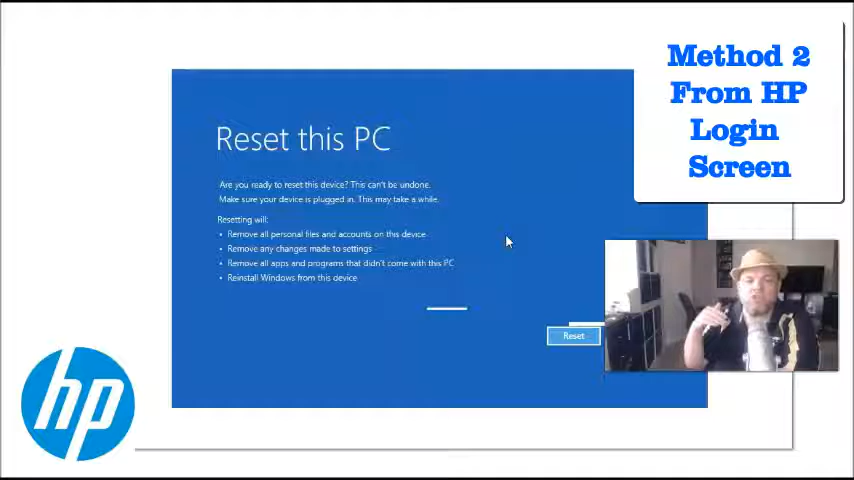 Method 2
From HP
Login
Screen
Reset this PC
Are you ready to reset this device? This can't be undone.
Make sure your device is plugged in. This may take a while.
Resetting will:
• Remove all personal files and accounts on this device
• Remove any changes made to settings
• Remove all apps and programs that didn't come with this PC
• Reinstall Windows from this device
Reset
hp